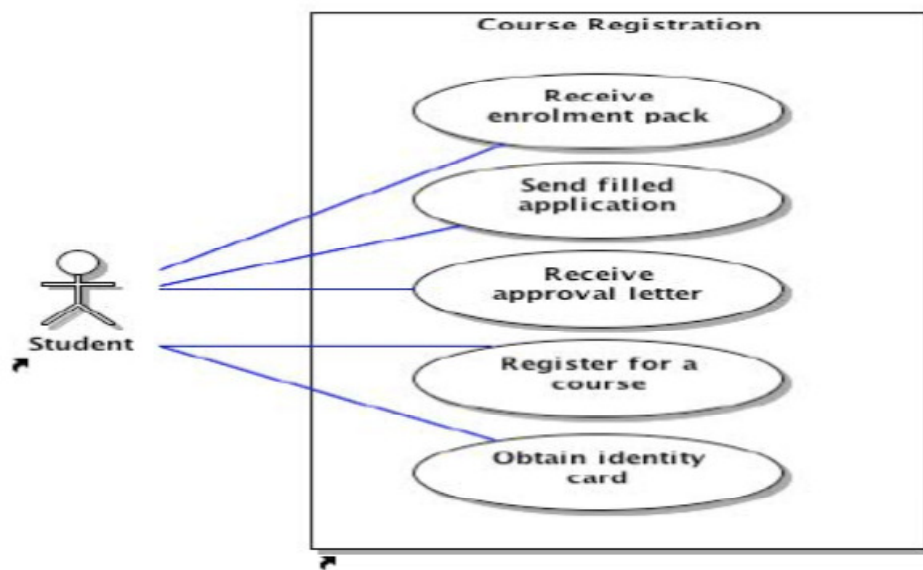 Course Registration
Receive
enrolment pack
Send filled
application
Receive
approval letter
Student
Register for a
course
Obtain identity
card